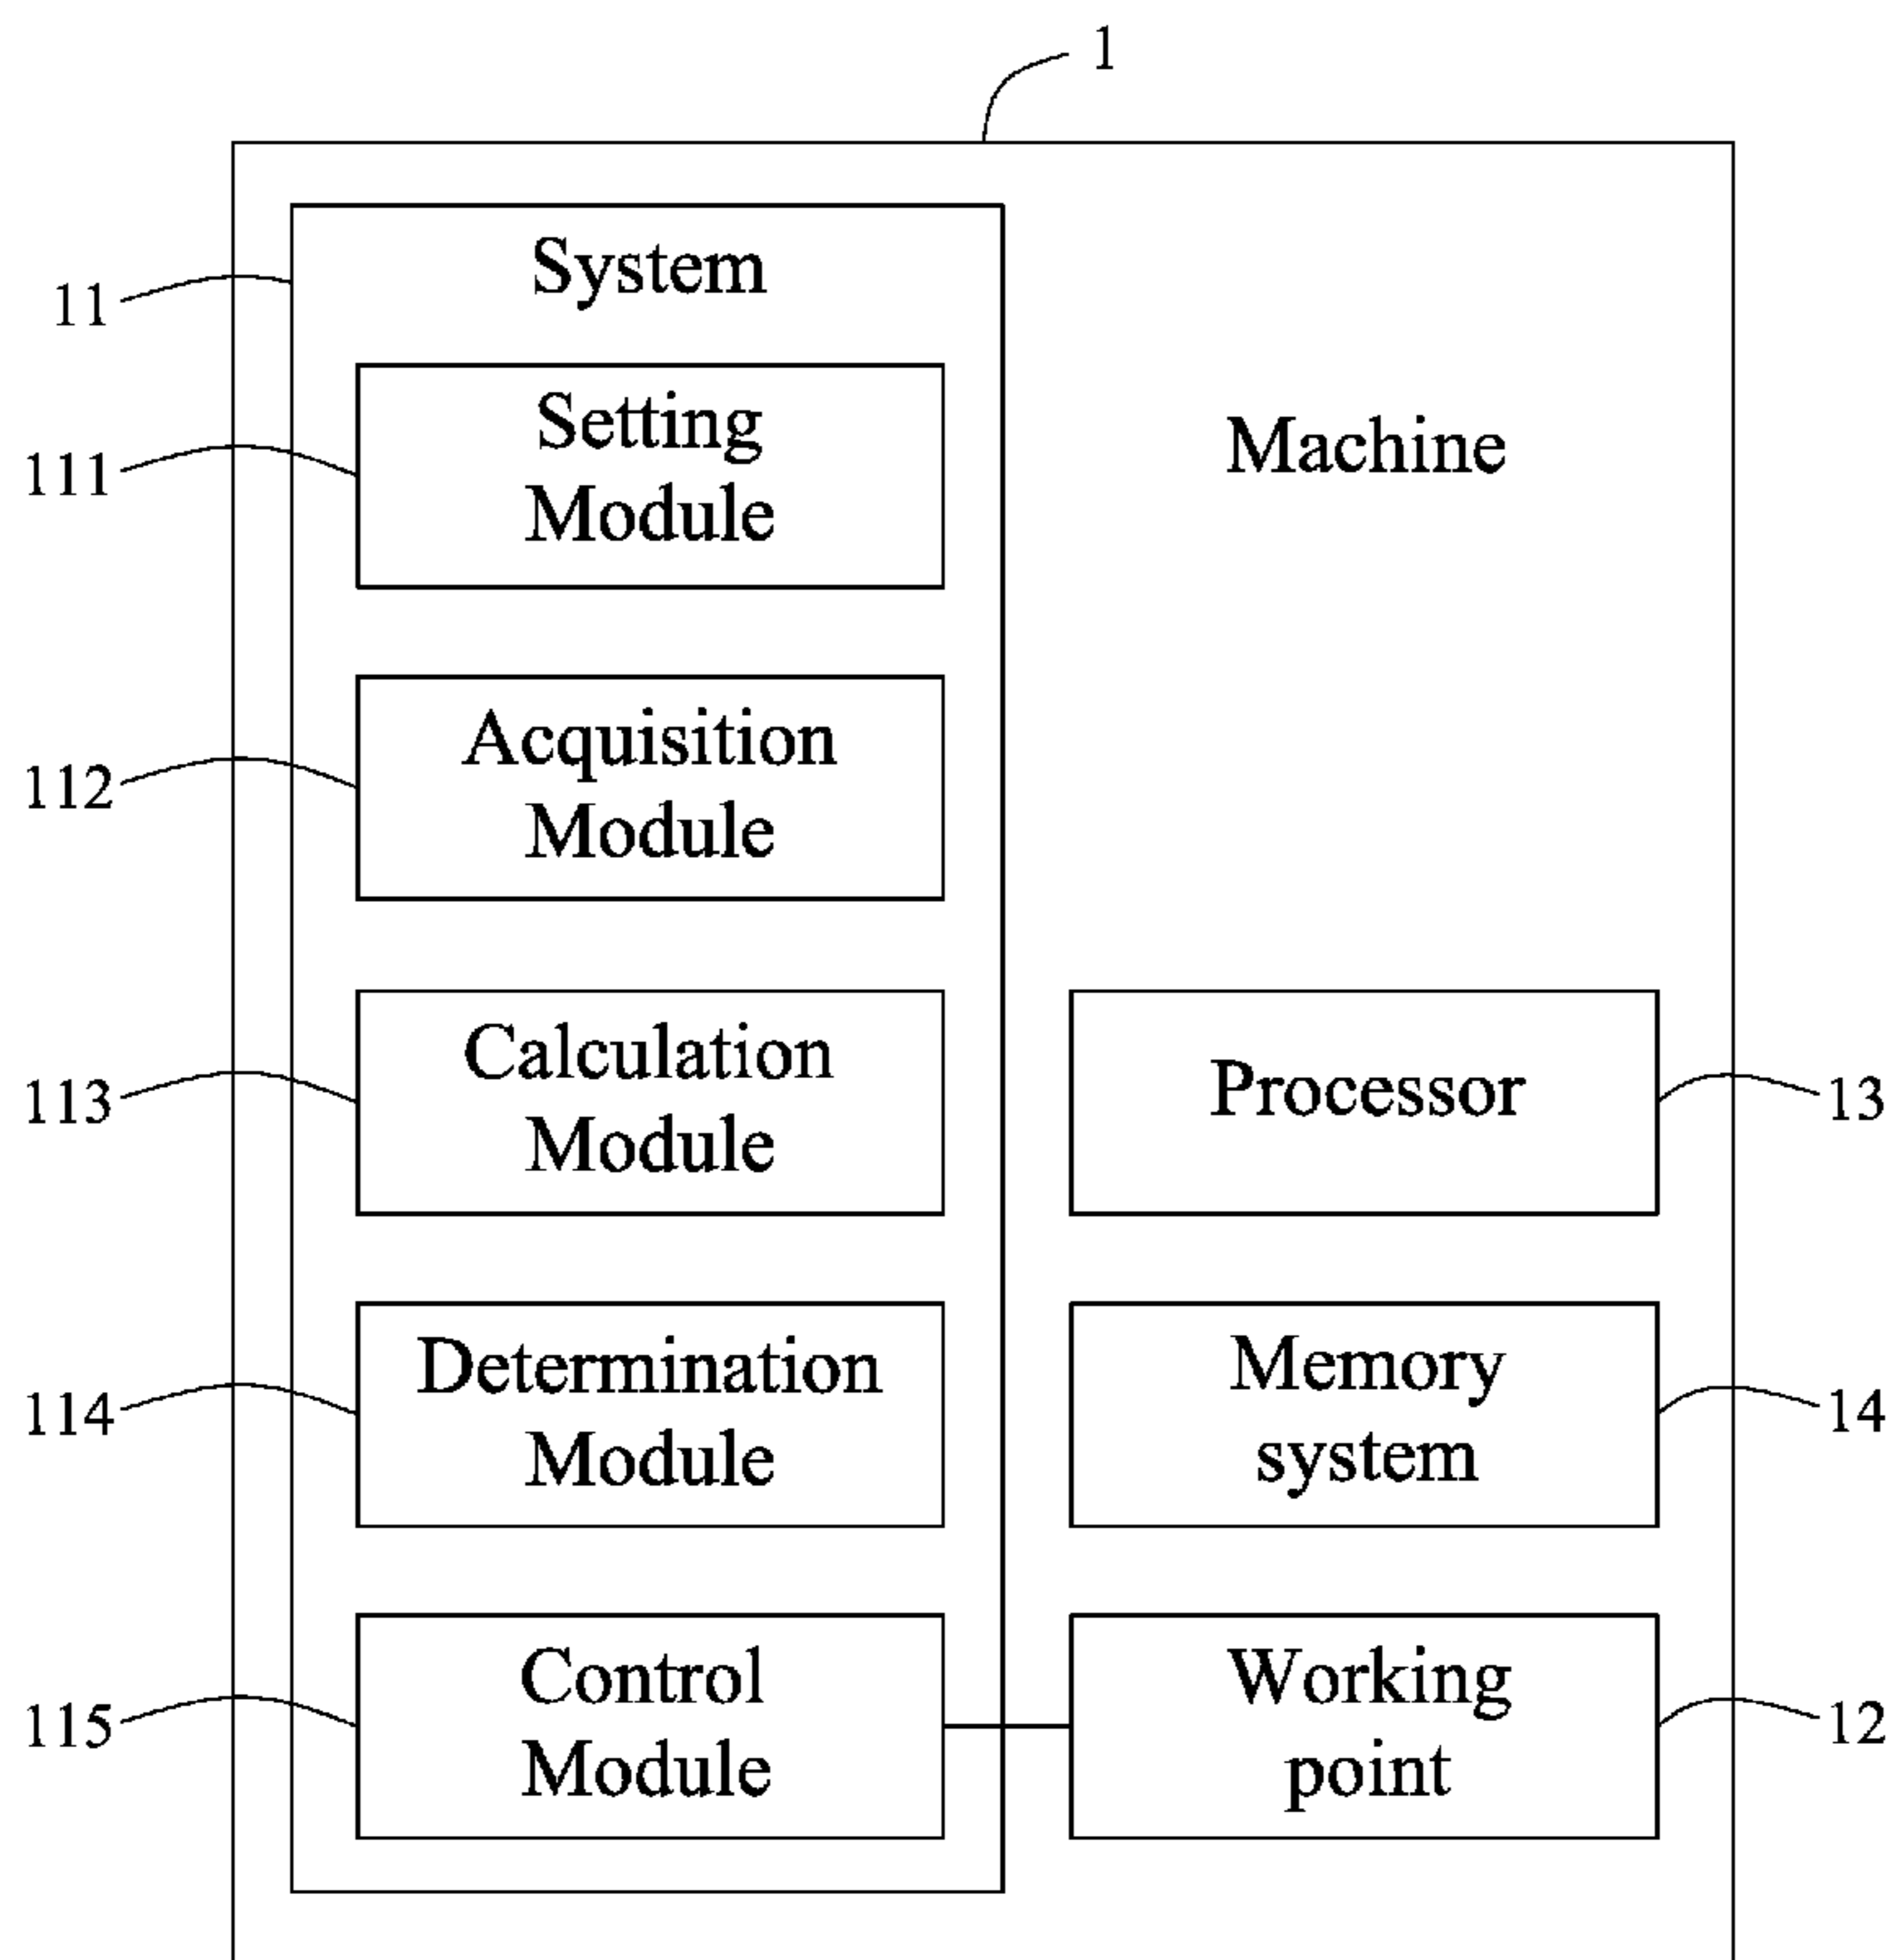 1
System
11
Setting
Module
111
Machine
Acquisition
Module
112
Calculation
Module
113
Processor
13
Determination
Module
114
Memory
system
14
Control
Module
115
Working
point
12